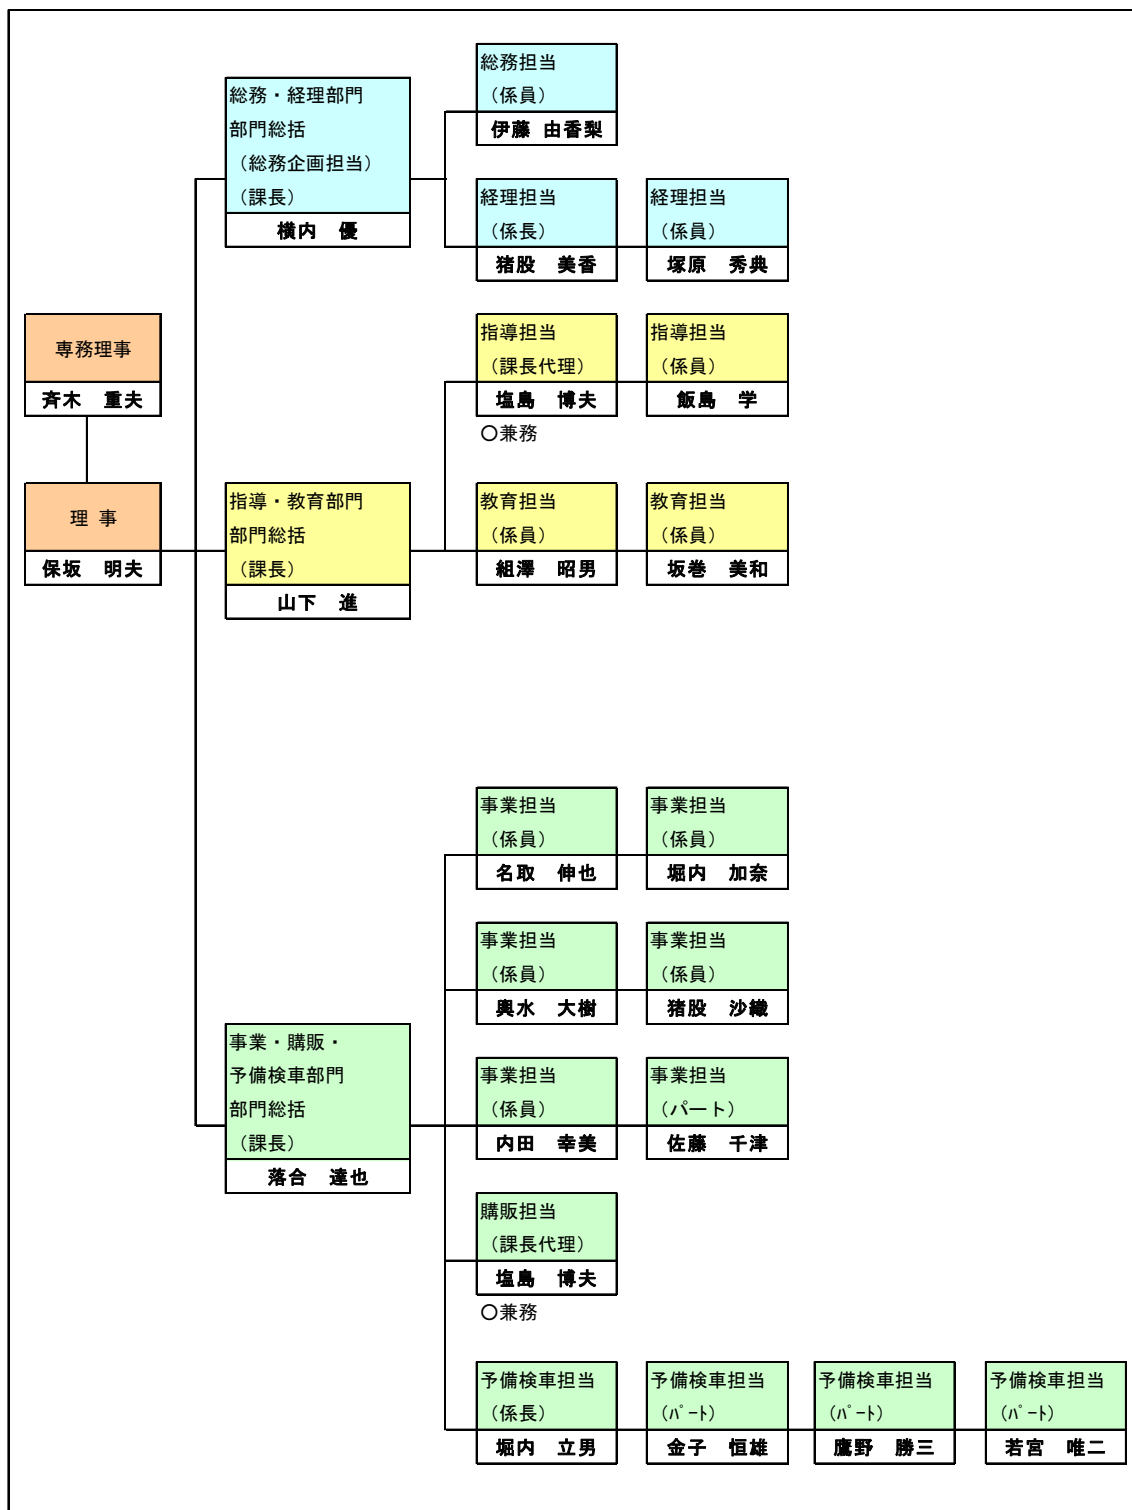 総務担当
（係員）
伊藤 由香梨
総務・経理部門
部門総括
（総務企画担当）
（課長）
横内　優
経理担当
（係長）
猪股　美香
経理担当
（係員）
塚原　秀典
専務理事
斉木　重夫
指導担当
（課長代理）
塩島　博夫
〇兼務
指導担当
（係員）
飯島　学
理 事
保坂　明夫
指導・教育部門
部門総括
（課長）
山下　進
教育担当
（係員）
組澤　昭男
教育担当
（係員）
坂巻　美和
事業担当
（係員）
名取　伸也
事業担当
（係員）
堀内　加奈
事業担当
（係員）
輿水　大樹
事業担当
（係員）
猪股　沙織
事業・購販・
予備検車部門
部門総括
（課長）
落合　達也
事業担当
（係員）
内田　幸美
事業担当
（パート）
佐藤　千津
購販担当
（課長代理）
塩島　博夫
〇兼務
予備検車担当
（係長）
堀内　立男
予備検車担当
（ﾊﾟｰﾄ）
金子　恒雄
予備検車担当
（ﾊﾟｰﾄ）
鷹野　勝三
予備検車担当
（ﾊﾟｰﾄ）
若宮　唯二